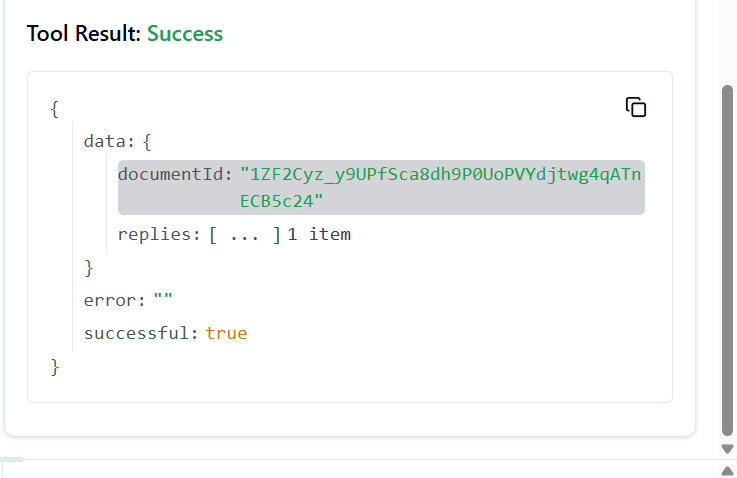 Tool Result: Success
{
data: {
documentId: "1ZF2Cyz_y9UPfSca8dh9P0UoPVYdjtwg4qATn
ECB5c24"
replies: [ ... ] 1 item
}
error: ""
successful: true
}